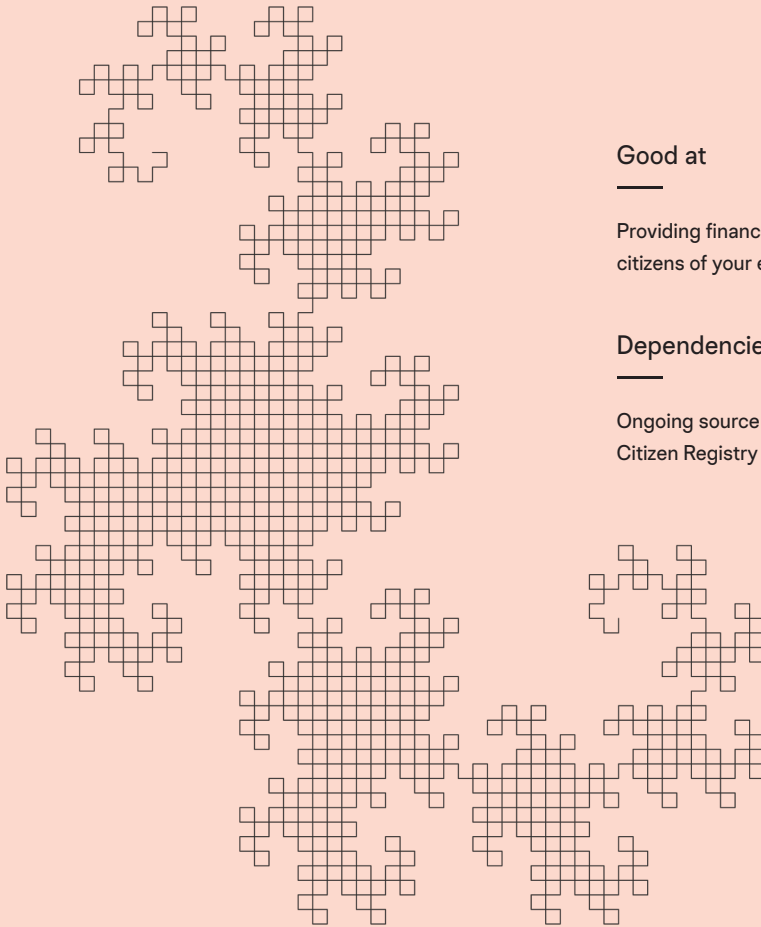 Good at
Providing financ
citizens of your e
Dependencie
Ongoing source
Citizen Registry